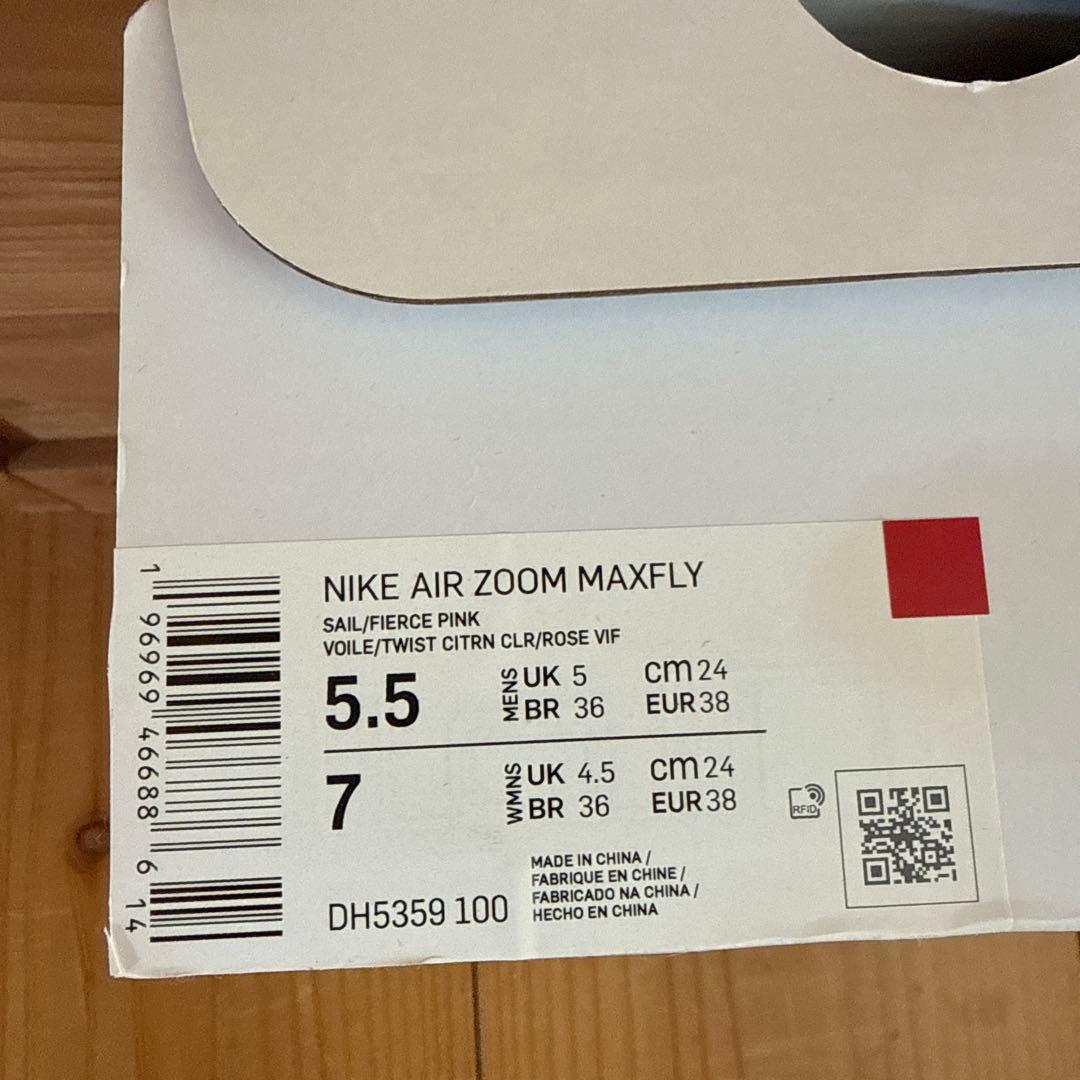 NIKE AIR ZOOM MAXFLY
SAIL/FIERCE PINK
VOILE/TWIST CITRN CLR/ROSE VIF
5.5 MENS UK 5 cm 24
BR 36 EUR 38
7 WMNS UK 4.5 cm 24
BR 36 EUR 38
RFID
MADE IN CHINA /
FABRIQUE EN CHINE /
FABRICADO NA CHINA /
HECHO EN CHINA
DH5359 100
1 96969 46688 6 14